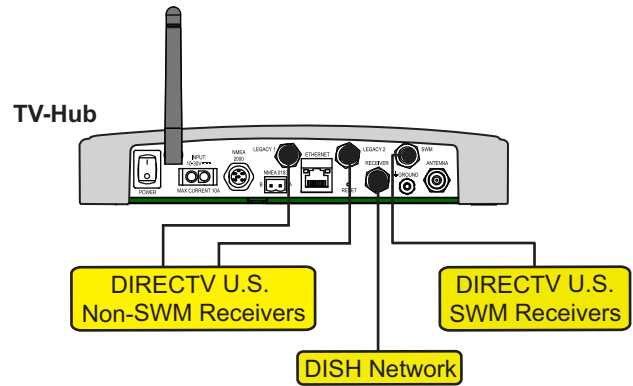 TV-Hub
LEGACY 1
LEGACY 2
SWM
NMEA
2000
ETHERNET
RECEIVER
ANTENNA
INPUT:
10-30V
NMEA 0183
GROUND
B
A
POWER
MAX CURRENT 10A
RESET
DIRECTV U.S.
Non-SWM Receivers
DIRECTV U.S.
SWM Receivers
DISH Network